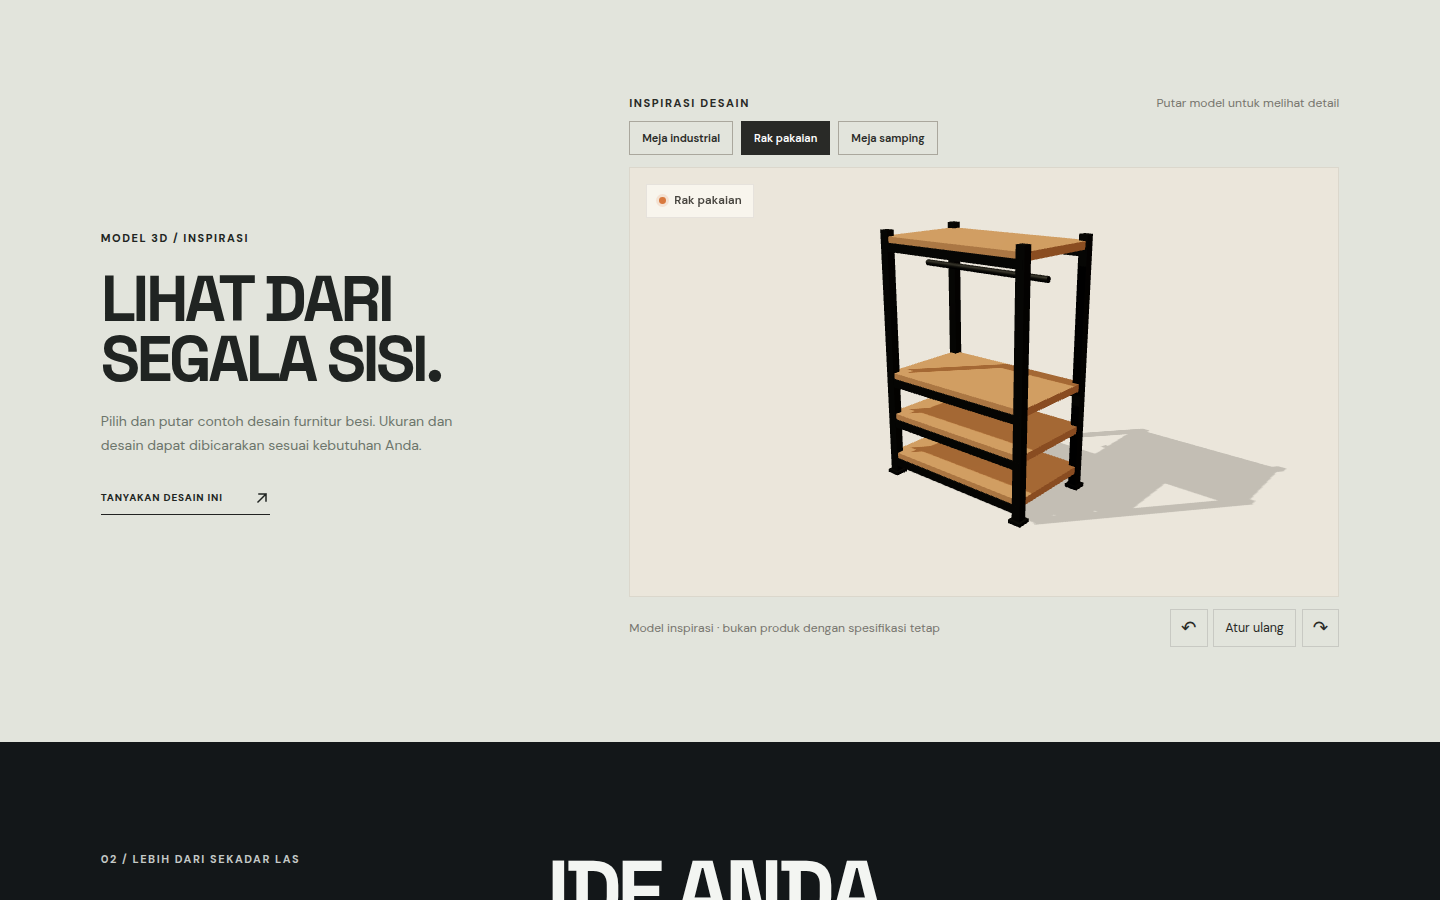 MODEL 3D / INSPIRASI
LIHAT DARI
SEGALA SISI.
Pilih dan putar contoh desain furnitur besi. Ukuran dan
desain dapat dibicarakan sesuai kebutuhan Anda.
TANYAKAN DESAIN INI
INSPIRASI DESAIN
Putar model untuk melihat detail
Meja industrial
Rak pakaian
Meja samping
Rak pakaian
Model inspirasi · bukan produk dengan spesifikasi tetap
↶
Atur ulang
↷
02 / LEBIH DARI SEKADAR LAS
IDE ANDA